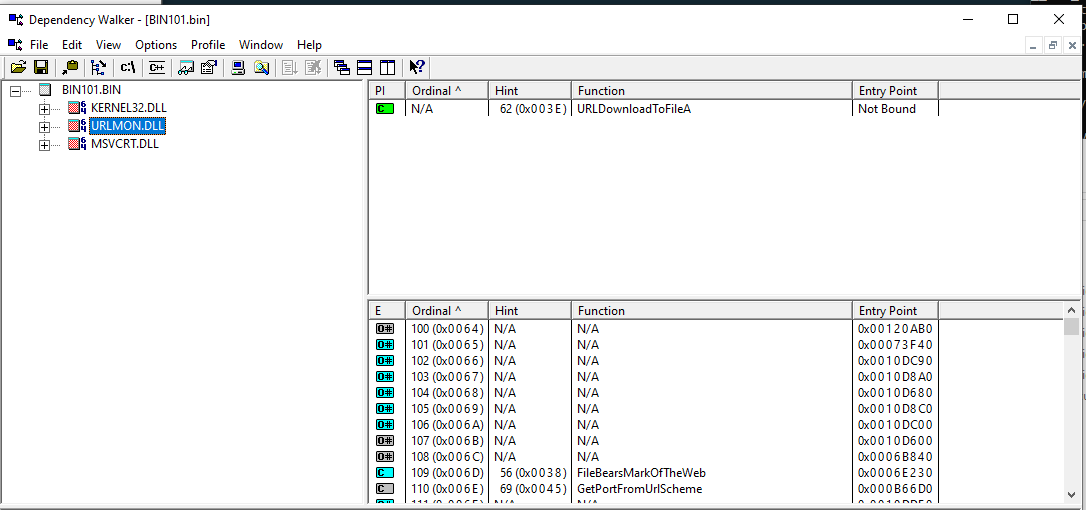 Dependency Walker - [BIN101.bin]
File Edit View Options Profile Window Help
c:\ C++
BIN101.BIN
64 KERNEL32.DLL
64 URLMON.DLL
64 MSVCRT.DLL
PI Ordinal ^ Hint Function Entry Point
C N/A 62 (0x003E) URLDownloadToFileA Not Bound
E Ordinal ^ Hint Function Entry Point
O# 100 (0x0064) N/A N/A 0x00120AB0
O# 101 (0x0065) N/A N/A 0x00073F40
O# 102 (0x0066) N/A N/A 0x0010DC90
O# 103 (0x0067) N/A N/A 0x0010D8A0
O# 104 (0x0068) N/A N/A 0x0010D680
O# 105 (0x0069) N/A N/A 0x0010D8C0
O# 106 (0x006A) N/A N/A 0x0010DC00
O# 107 (0x006B) N/A N/A 0x0010D600
O# 108 (0x006C) N/A N/A 0x0006B840
C 109 (0x006D) 56 (0x0038) FileBearsMarkOfTheWeb 0x0006E230
C 110 (0x006E) 69 (0x0045) GetPortFromUrlScheme 0x000B66D0